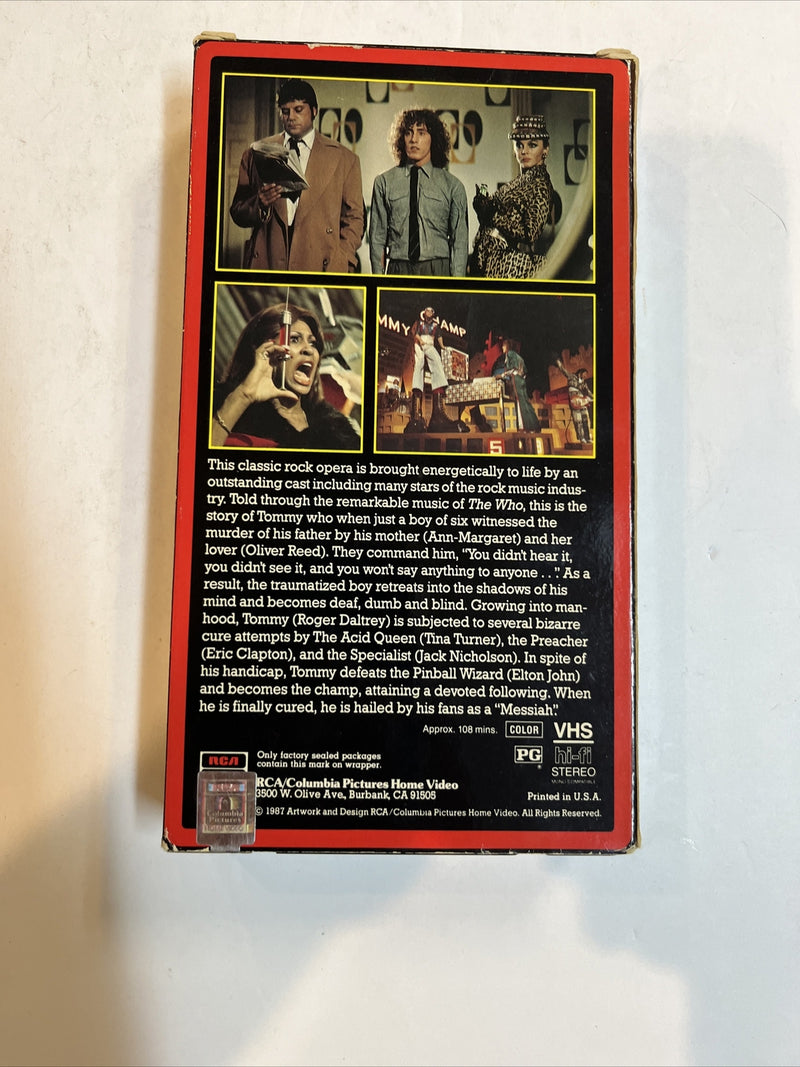 MMY CHAMP
5
This classic rock opera is brought energetically to life by an
outstanding cast including many stars of the rock music indus-
try. Told through the remarkable music of The Who, this is the
story of Tommy who when just a boy of six witnessed the
murder of his father by his mother (Ann-Margaret) and her
lover (Oliver Reed). They command him, “You didn't hear it,
you didn't see it, and you won't say anything to anyone . . .” As a
result, the traumatized boy retreats into the shadows of his
mind and becomes deaf, dumb and blind. Growing into man-
hood, Tommy (Roger Daltrey) is subjected to several bizarre
cure attempts by The Acid Queen (Tina Turner), the Preacher
(Eric Clapton), and the Specialist (Jack Nicholson). In spite of
his handicap, Tommy defeats the Pinball Wizard (Elton John)
and becomes the champ, attaining a devoted following. When
he is finally cured, he is hailed by his fans as a “Messiah.”
Approx. 108 mins. COLOR VHS
PG hi-fi
STEREO
MONO COMPATIBLE
RCA
Only factory sealed packages
contain this mark on wrapper.
RCA/Columbia Pictures Home Video
3500 W. Olive Ave., Burbank, CA 91505
Printed in U.S.A.
© 1987 Artwork and Design RCA/Columbia Pictures Home Video. All Rights Reserved.
RCA
Columbia
Pictures
HOME VIDEO